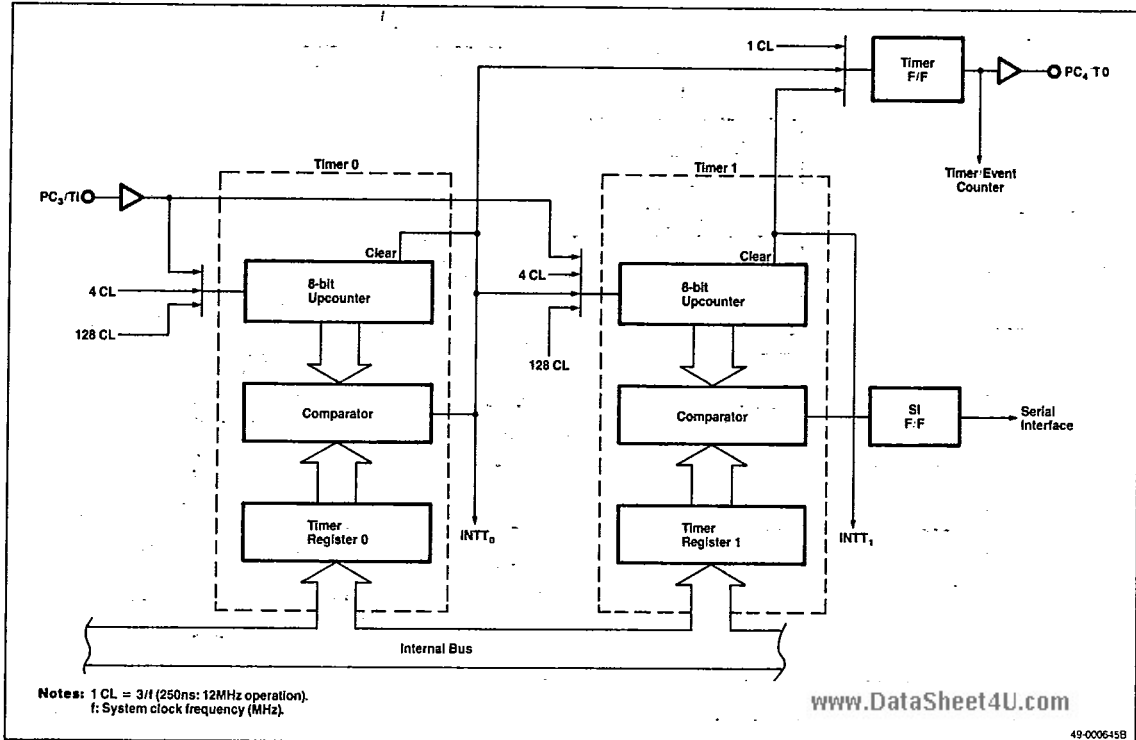 1 CL
Timer
F/F
PC₄ T0
Timer Event
Counter
Timer 0
Timer 1
PC₃/TI
4 CL
128 CL
Clear
8-bit
Upcounter
4 CL
128 CL
Clear
8-bit
Upcounter
Comparator
Comparator
SI
F/F
Serial
Interface
Timer
Register 0
INTT₀
Timer
Register 1
INTT₁
Internal Bus
Notes: 1 CL = 3/f (250ns: 12MHz operation).
f: System clock frequency (MHz).
www.DataSheet4U.com
49-000645B